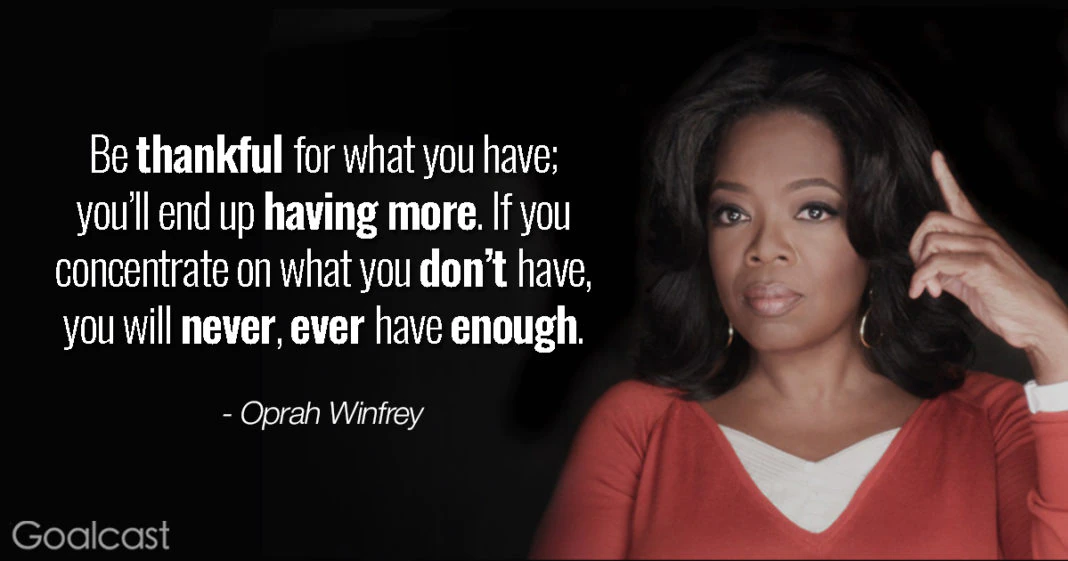 Be thankful for what you have;
you'll end up having more. If you
concentrate on what you don't have,
you will never, ever have enough.
- Oprah Winfrey
Goalcast